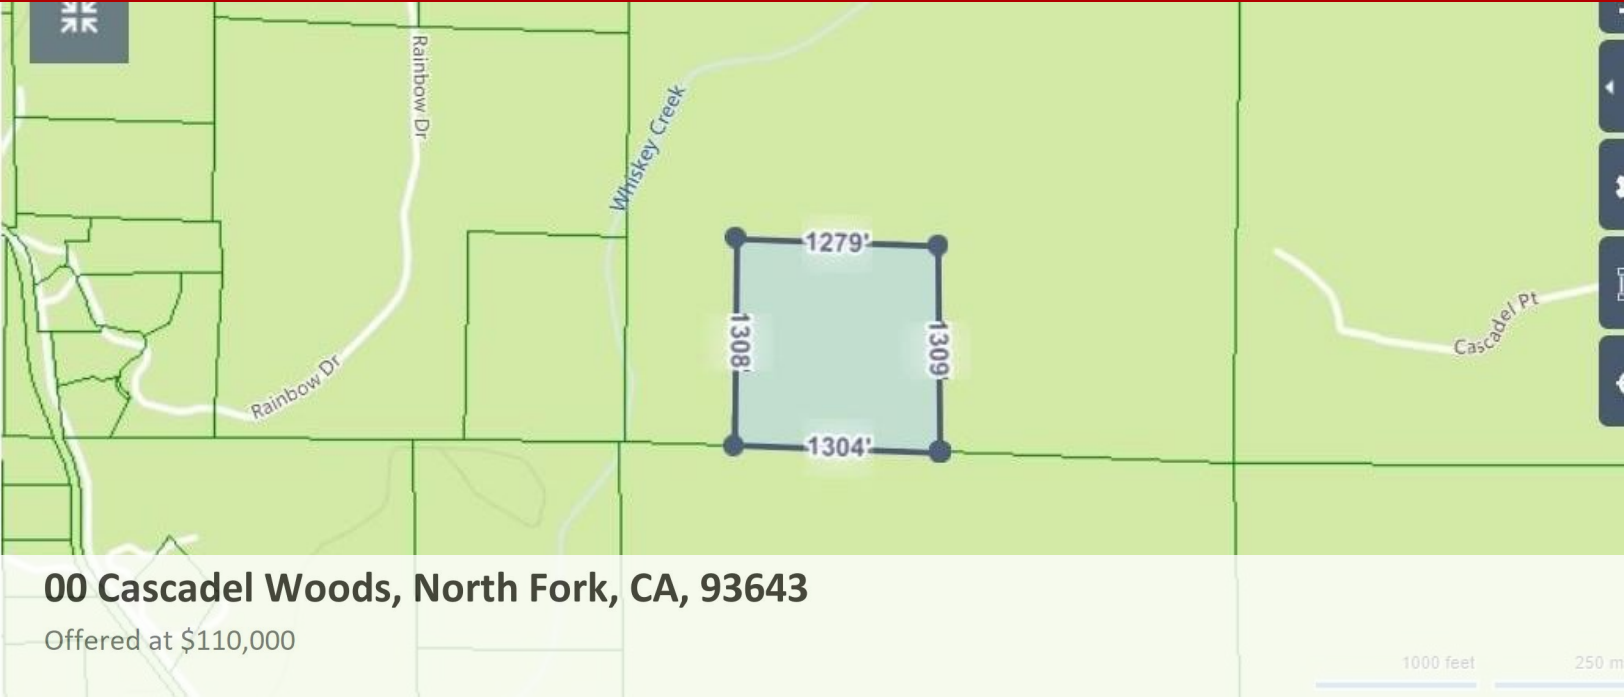 Rainbow Dr
Whiskey Creek
1279'
1308'
1309'
1304'
Cascadel Pt
Rainbow Dr
00 Cascadel Woods, North Fork, CA, 93643
Offered at $110,000
1000 feet
250 m